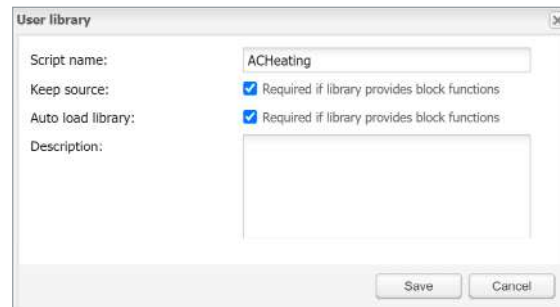 User library
Script name: ACHeating
Keep source: Required if library provides block functions
Auto load library: Required if library provides block functions
Description:
Save Cancel